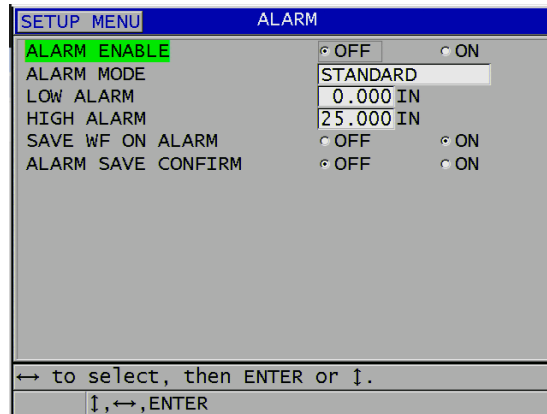 SETUP MENU ALARM
ALARM ENABLE OFF ON
ALARM MODE STANDARD
LOW ALARM 0.000 IN
HIGH ALARM 25.000 IN
SAVE WF ON ALARM OFF ON
ALARM SAVE CONFIRM OFF ON
↔ to select, then ENTER or ↕.
↕,↔,ENTER